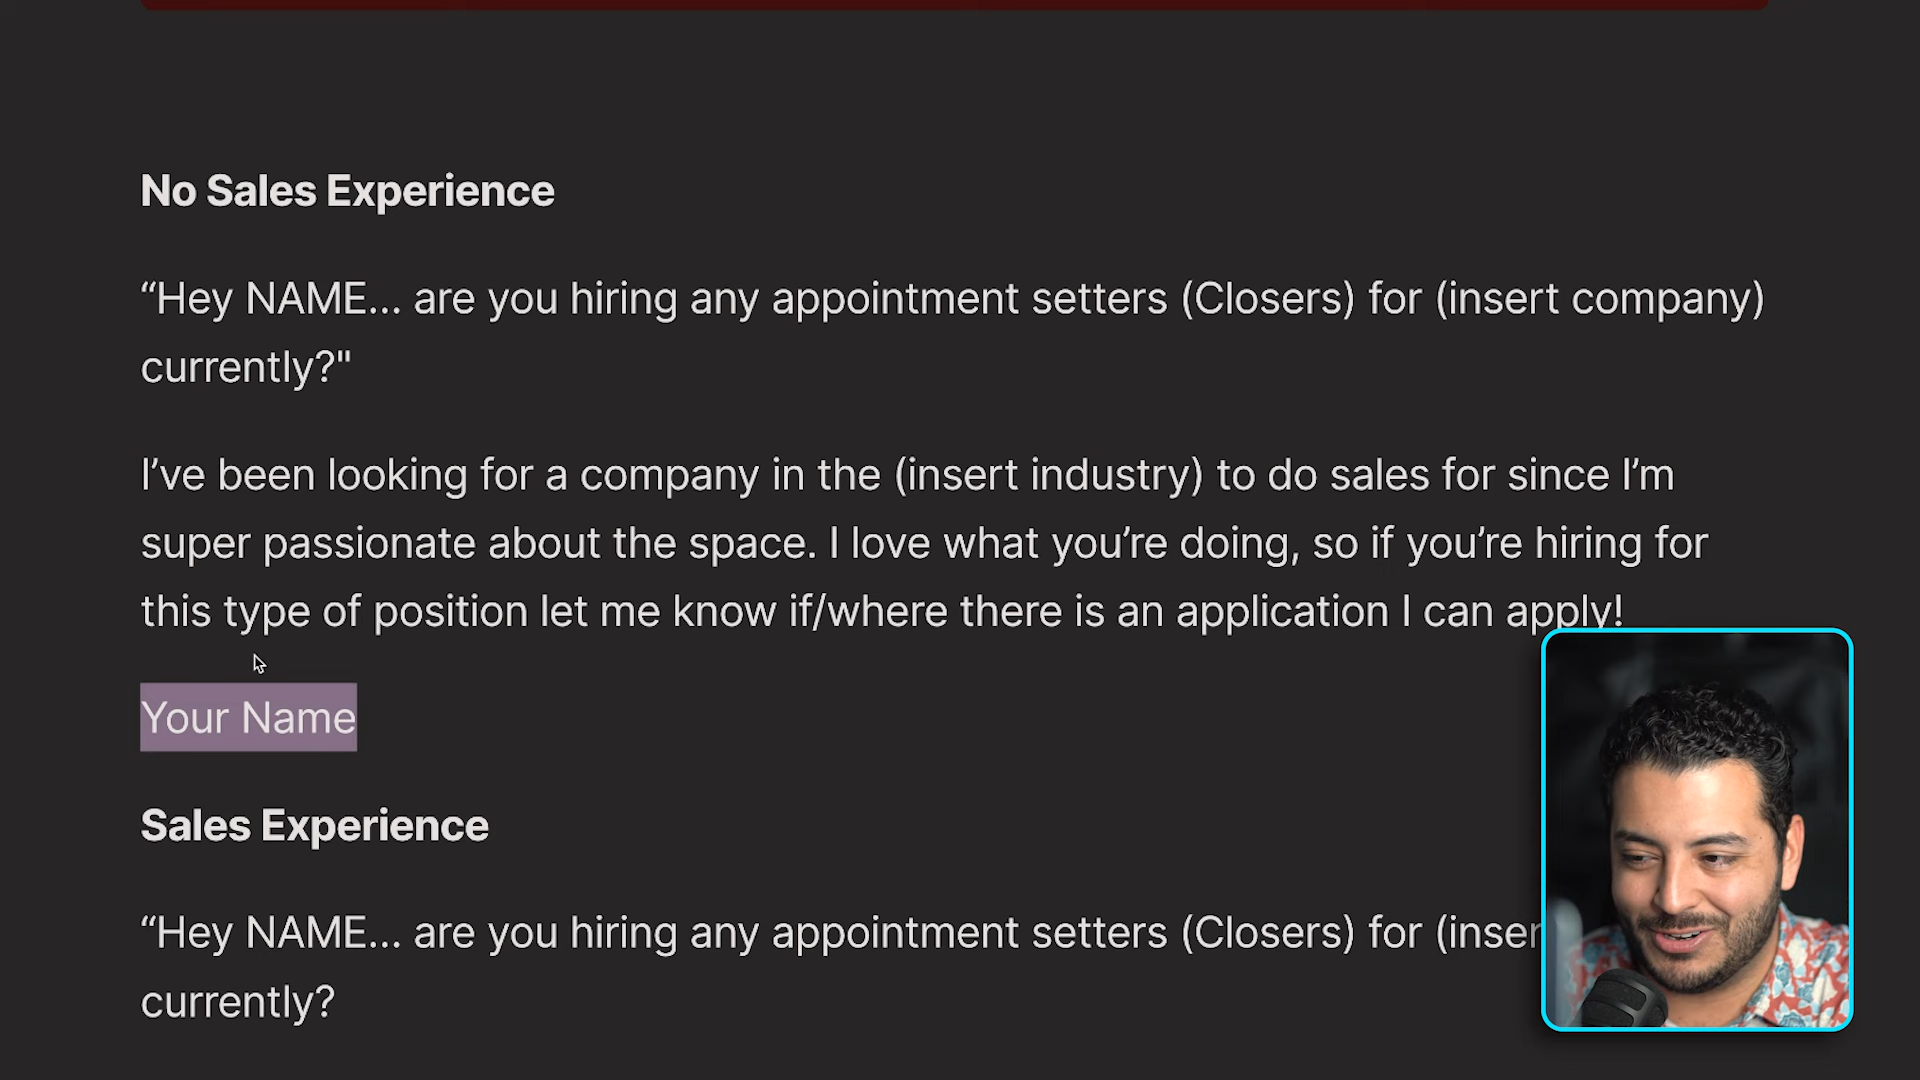 No Sales Experience
“Hey NAME... are you hiring any appointment setters (Closers) for (insert company)
currently?"
I’ve been looking for a company in the (insert industry) to do sales for since I’m
super passionate about the space. I love what you’re doing, so if you’re hiring for
this type of position let me know if/where there is an application I can apply!
Your Name
Sales Experience
“Hey NAME... are you hiring any appointment setters (Closers) for
currently?